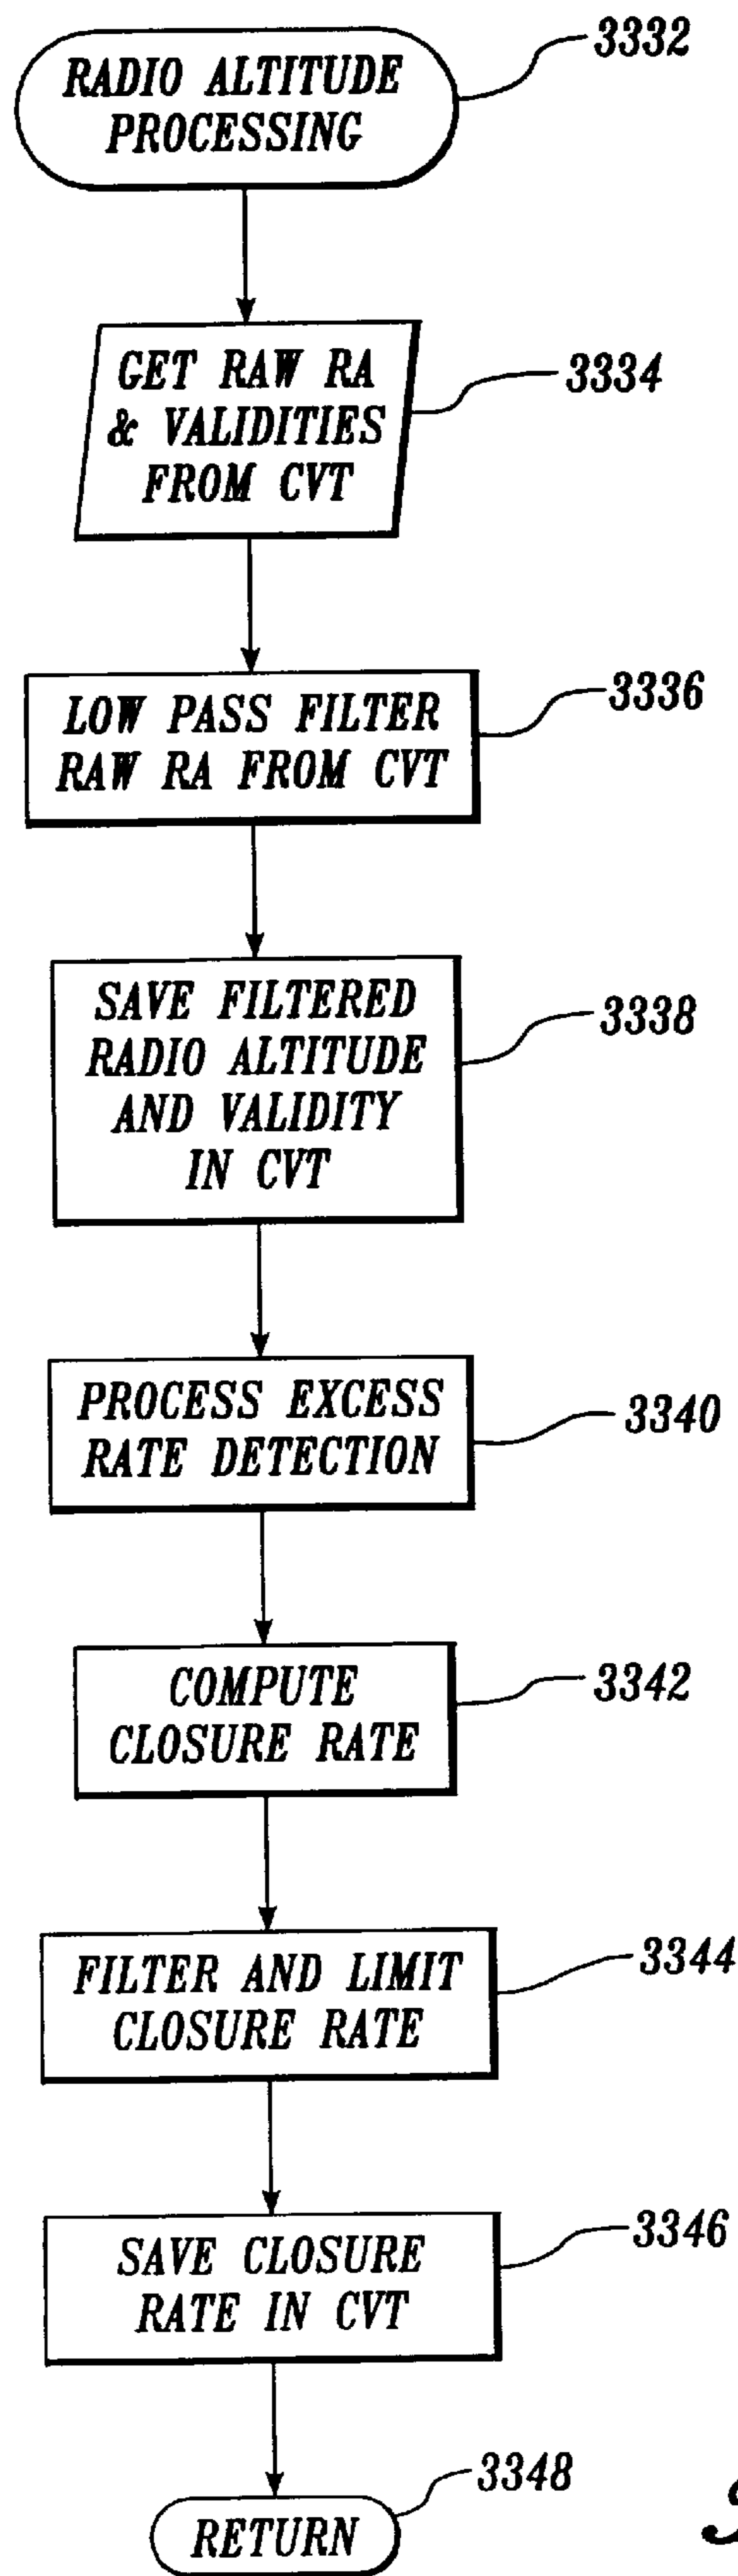 RADIO ALTITUDE
PROCESSING
3332
GET RAW RA
& VALIDITIES
FROM CVT
3334
LOW PASS FILTER
RAW RA FROM CVT
3336
SAVE FILTERED
RADIO ALTITUDE
AND VALIDITY
IN CVT
3338
PROCESS EXCESS
RATE DETECTION
3340
COMPUTE
CLOSURE RATE
3342
FILTER AND LIMIT
CLOSURE RATE
3344
SAVE CLOSURE
RATE IN CVT
3346
RETURN
3348